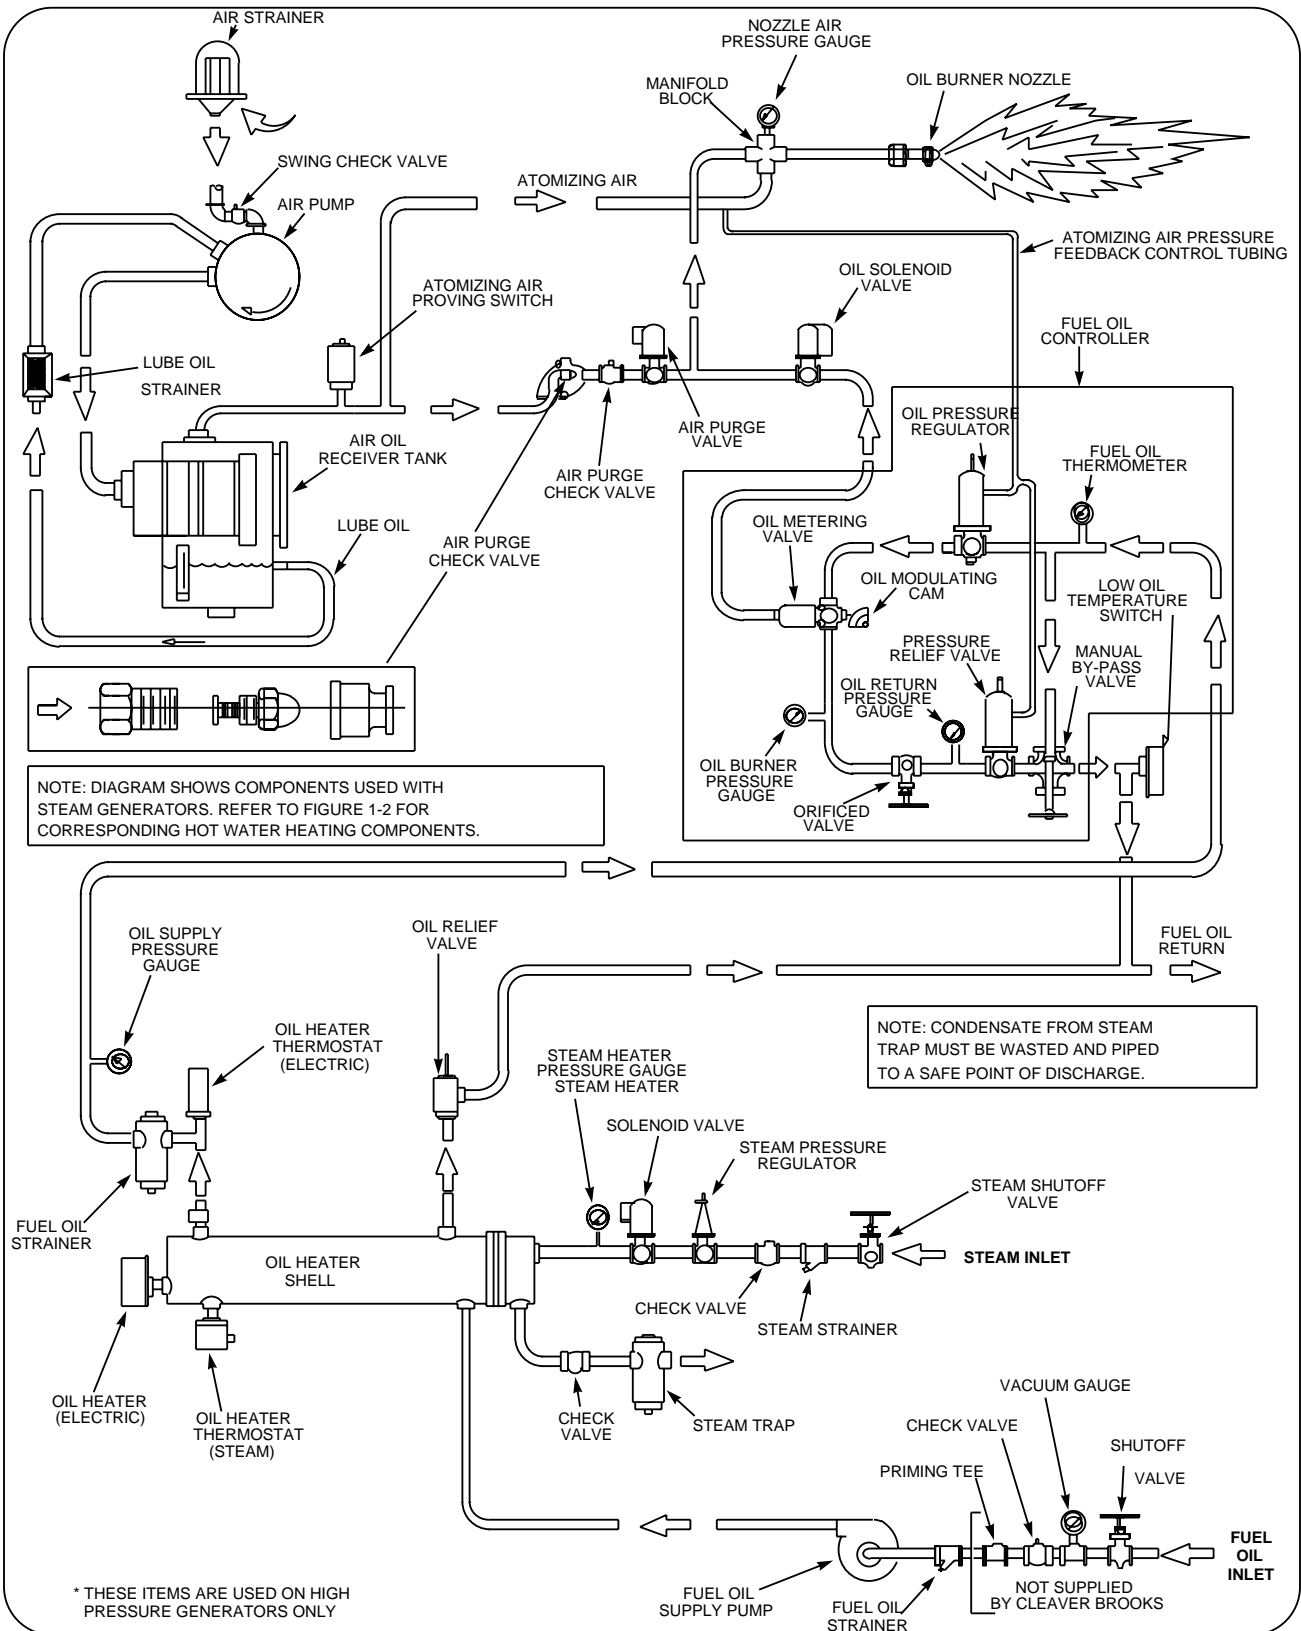 AIR STRAINER
NOZZLE AIR
PRESSURE GAUGE
MANIFOLD
BLOCK
OIL BURNER NOZZLE
SWING CHECK VALVE
AIR PUMP
ATOMIZING AIR
ATOMIZING AIR PRESSURE
FEEDBACK CONTROL TUBING
ATOMIZING AIR
PROVING SWITCH
OIL SOLENOID
VALVE
FUEL OIL
CONTROLLER
LUBE OIL
STRAINER
AIR PURGE
VALVE
OIL PRESSURE
REGULATOR
AIR OIL
RECEIVER TANK
AIR PURGE
CHECK VALVE
FUEL OIL
THERMOMETER
LUBE OIL
AIR PURGE
CHECK VALVE
OIL METERING
VALVE
OIL MODULATING
CAM
LOW OIL
TEMPERATURE
SWITCH
PRESSURE
RELIEF VALVE
MANUAL
BY-PASS
VALVE
OIL RETURN
PRESSURE
GAUGE
OIL BURNER
PRESSURE
GAUGE
ORIFICED
VALVE
NOTE: DIAGRAM SHOWS COMPONENTS USED WITH
STEAM GENERATORS. REFER TO FIGURE 1-2 FOR
CORRESPONDING HOT WATER HEATING COMPONENTS.
OIL SUPPLY
PRESSURE
GAUGE
OIL RELIEF
VALVE
FUEL OIL
RETURN
NOTE: CONDENSATE FROM STEAM
TRAP MUST BE WASTED AND PIPED
TO A SAFE POINT OF DISCHARGE.
OIL HEATER
THERMOSTAT
(ELECTRIC)
STEAM HEATER
PRESSURE GAUGE
STEAM HEATER
SOLENOID VALVE
STEAM PRESSURE
REGULATOR
STEAM SHUTOFF
VALVE
FUEL OIL
STRAINER
OIL HEATER
SHELL
STEAM INLET
CHECK VALVE
STEAM STRAINER
OIL HEATER
(ELECTRIC)
OIL HEATER
THERMOSTAT
(STEAM)
CHECK
VALVE
STEAM TRAP
VACUUM GAUGE
CHECK VALVE
SHUTOFF
VALVE
PRIMING TEE
FUEL
OIL
INLET
NOT SUPPLIED
BY CLEAVER BROOKS
FUEL OIL
SUPPLY PUMP
FUEL OIL
STRAINER
* THESE ITEMS ARE USED ON HIGH
PRESSURE GENERATORS ONLY